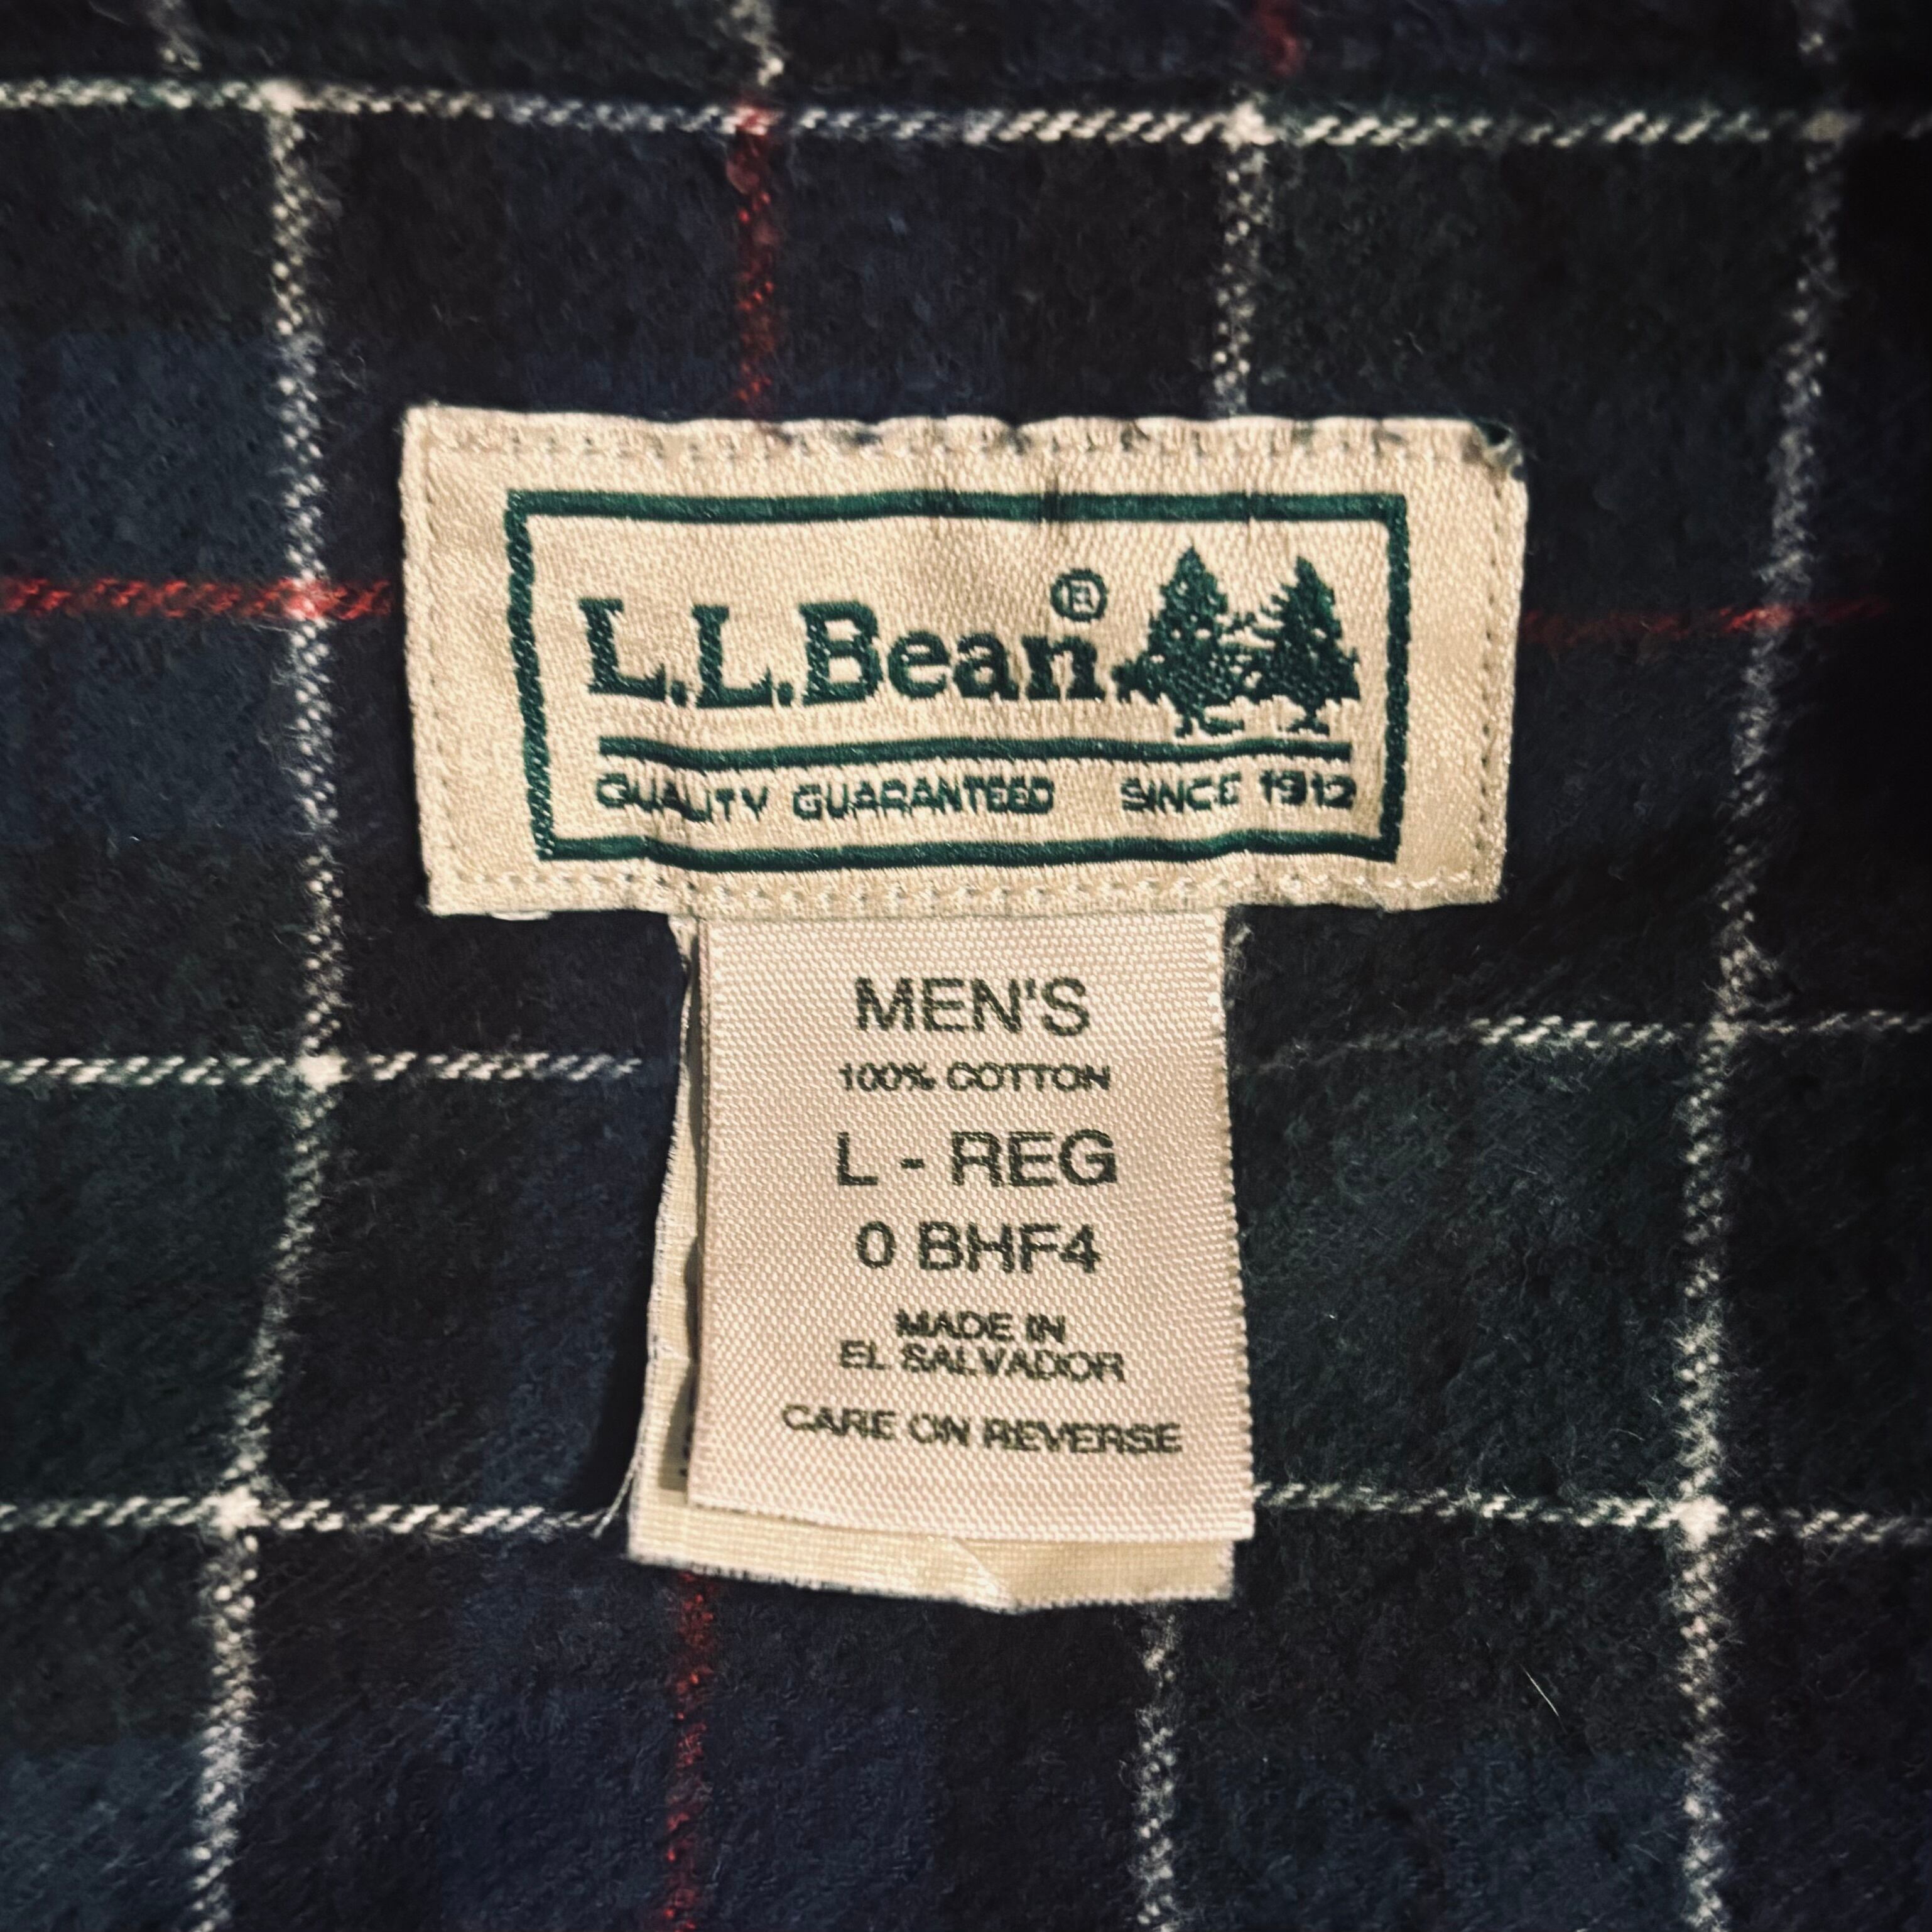 L.L.Bean®
QUALITY GUARANTEED SINCE 1912
MEN'S
100% COTTON
L - REG
0 BHF4
MADE IN
EL SALVADOR
CARE ON REVERSE